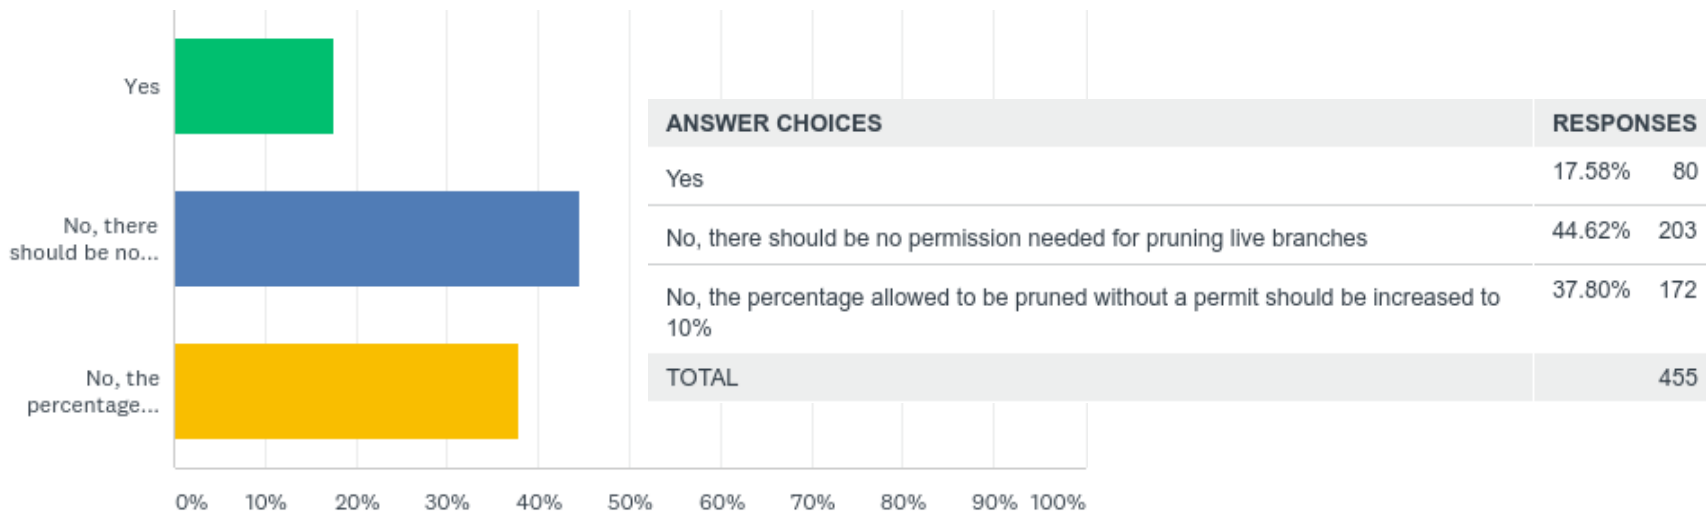 Yes
No, there
should be no...
No, the
percentage...
0% 10% 20% 30% 40% 50% 60% 70% 80% 90% 100%
ANSWER CHOICES RESPONSES
Yes 17.58% 80
No, there should be no permission needed for pruning live branches 44.62% 203
No, the percentage allowed to be pruned without a permit should be increased to 37.80% 172
10%
TOTAL 455